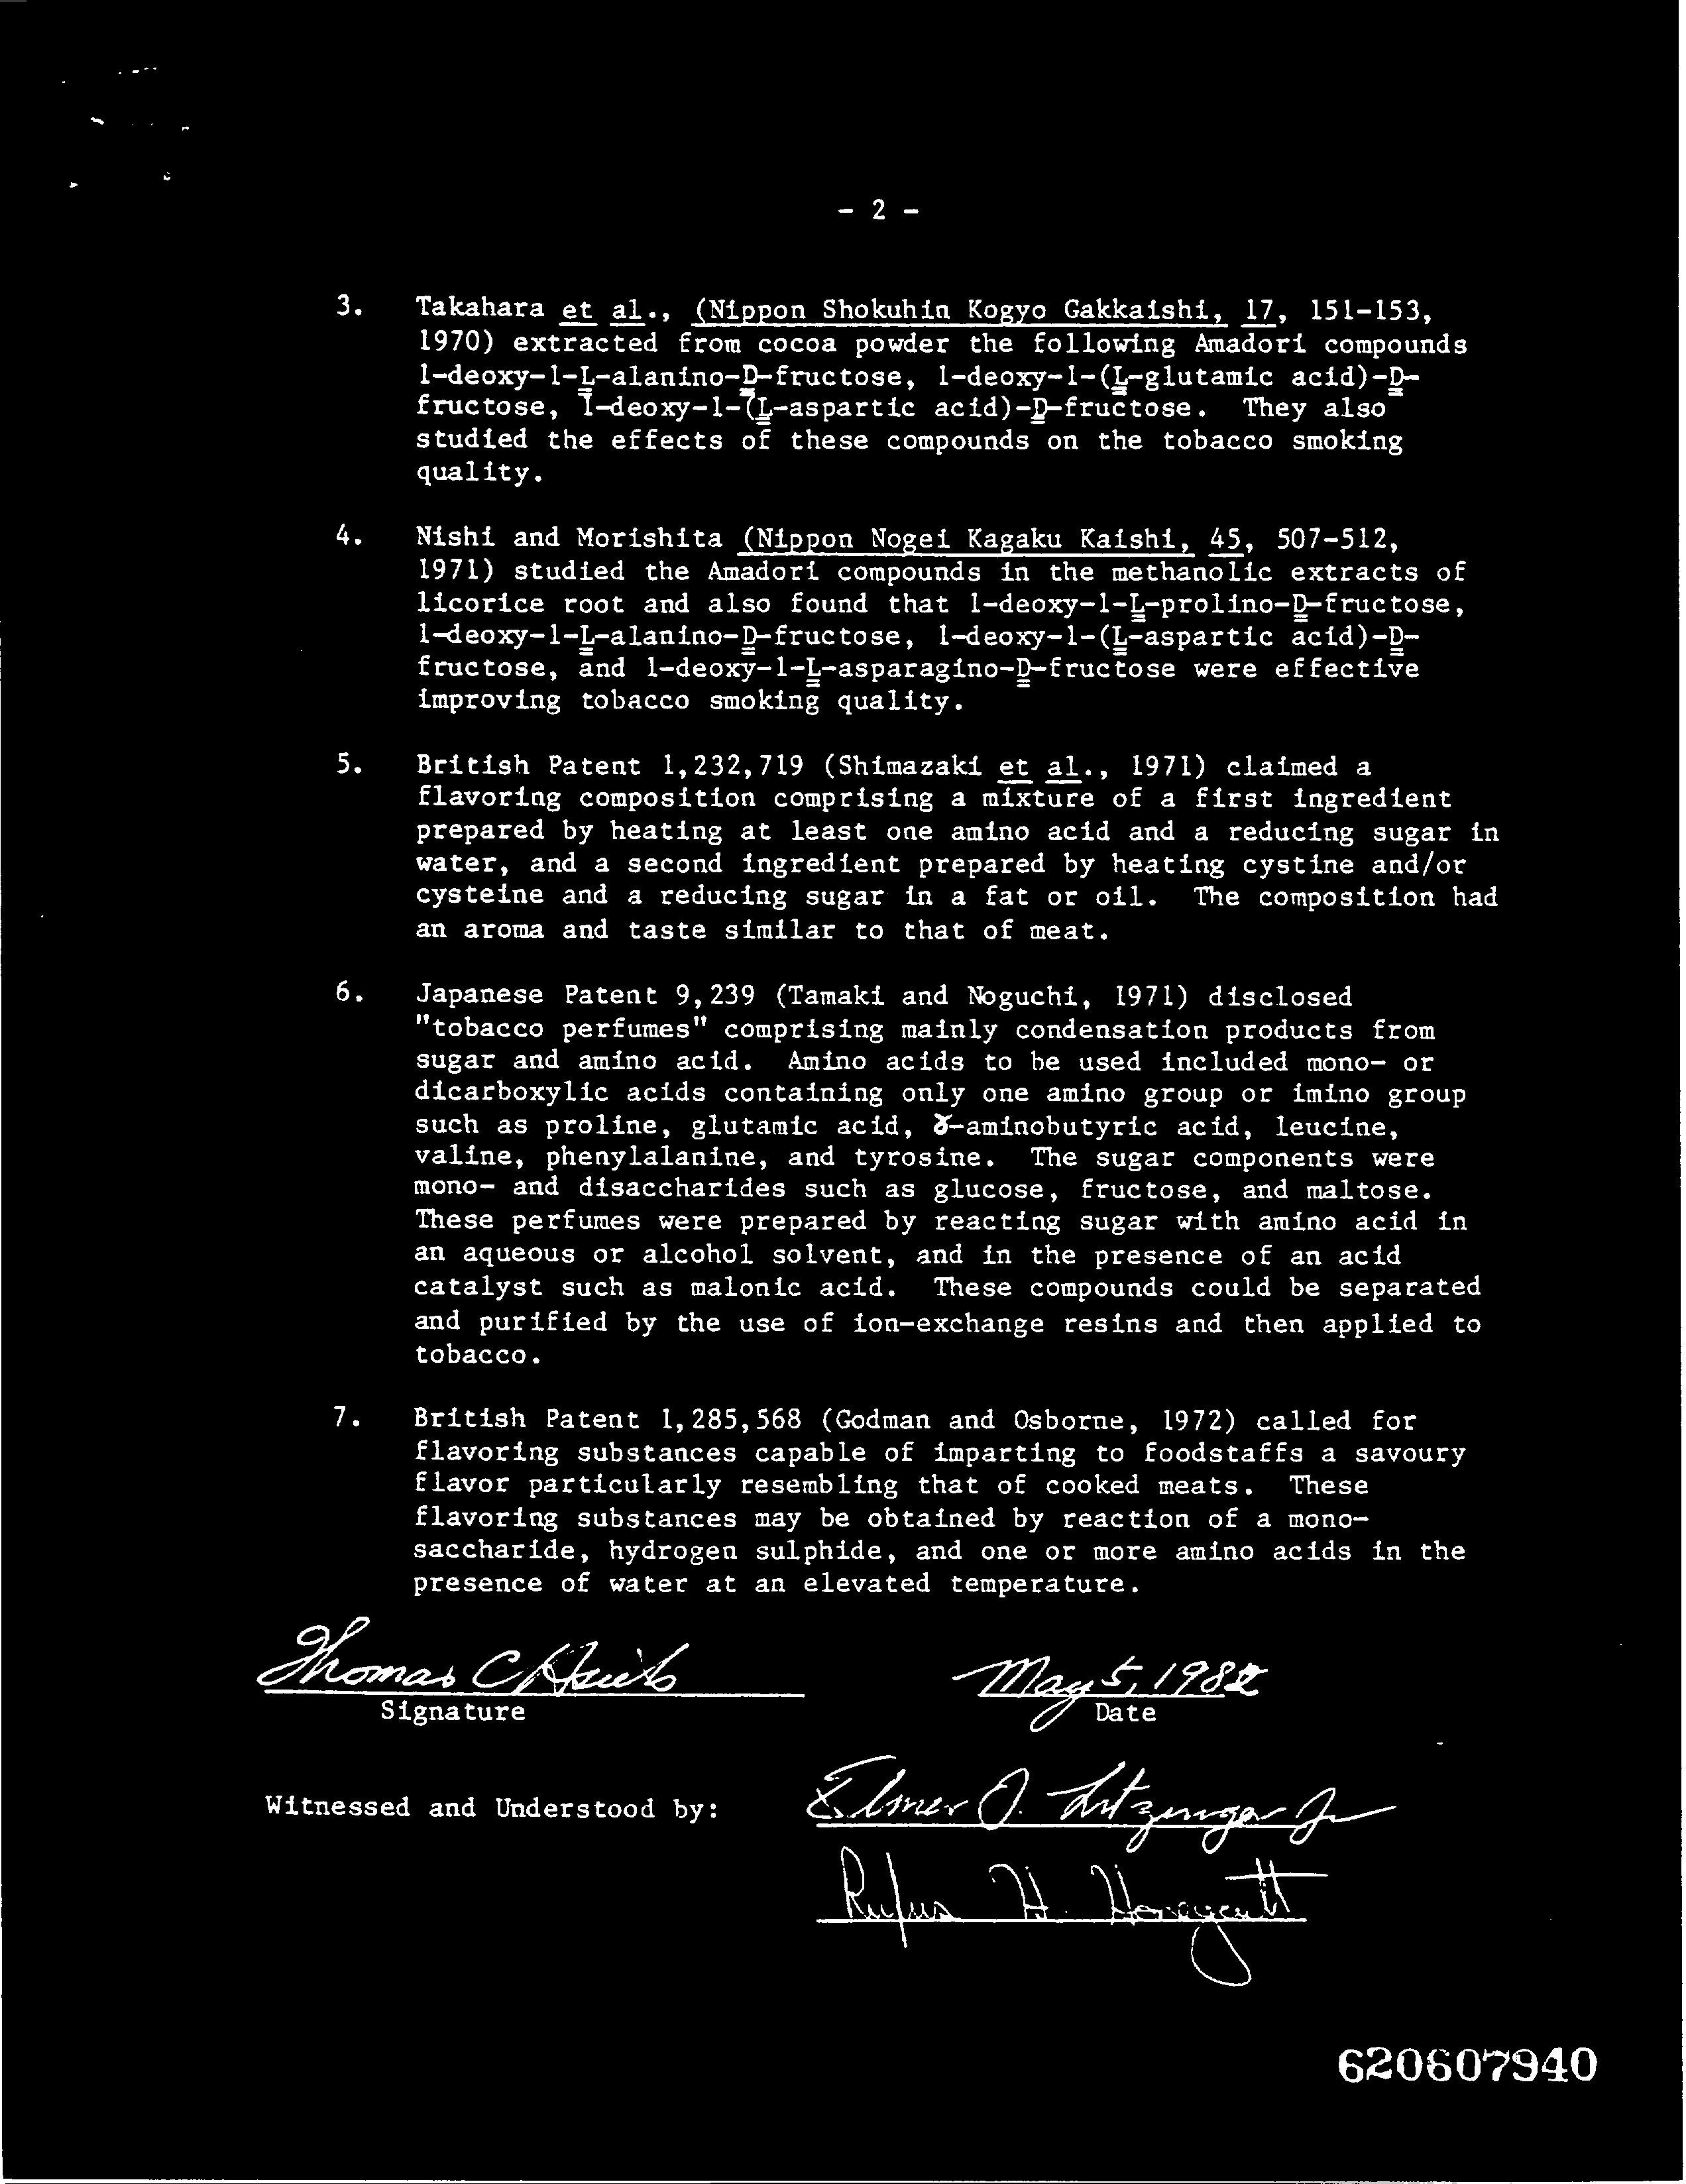 - 2 -
3. Takahara et al., (Nippon Shokuhin Kogyo Gakkaishi, 17, 151-153,
1970) extracted from cocoa powder the following Amadori compounds
1-deoxy-1-L-alanino-D-fructose, 1-deoxy-1-(L-glutamic acid)-D-
fructose, 1-deoxy-1-(L-aspartic acid)-D-fructose. They also
studied the effects of these compounds on the tobacco smoking
quality.
4. Nishi and Morishita (Nippon Nogei Kagaku Kaishi, 45, 507-512,
1971) studied the Amadori compounds in the methanolic extracts of
licorice root and also found that 1-deoxy-1-L-prolino-D-fructose,
1-deoxy-1-L-alanino-D-fructose, 1-deoxy-1-(L-aspartic acid)-D-
fructose, and 1-deoxy-1-L-asparagino-D-fructose were effective
improving tobacco smoking quality.
5. British Patent 1,232,719 (Shimazaki et al., 1971) claimed a
flavoring composition comprising a mixture of a first ingredient
prepared by heating at least one amino acid and a reducing sugar in
water, and a second ingredient prepared by heating cystine and/or
cysteine and a reducing sugar in a fat or oil. The composition had
an aroma and taste similar to that of meat.
6. Japanese Patent 9,239 (Tamaki and Noguchi, 1971) disclosed
"tobacco perfumes" comprising mainly condensation products from
sugar and amino acid. Amino acids to be used included mono- or
dicarboxylic acids containing only one amino group or imino group
such as proline, glutamic acid, γ-aminobutyric acid, leucine,
valine, phenylalanine, and tyrosine. The sugar components were
mono- and disaccharides such as glucose, fructose, and maltose.
These perfumes were prepared by reacting sugar with amino acid in
an aqueous or alcohol solvent, and in the presence of an acid
catalyst such as malonic acid. These compounds could be separated
and purified by the use of ion-exchange resins and then applied to
tobacco.
7. British Patent 1,285,568 (Godman and Osborne, 1972) called for
flavoring substances capable of imparting to foodstaffs a savoury
flavor particularly resembling that of cooked meats. These
flavoring substances may be obtained by reaction of a mono-
saccharide, hydrogen sulphide, and one or more amino acids in the
presence of water at an elevated temperature.
Thomas C May 5, 1982
Signature Date
Witnessed and Understood by: Elmer J. Litzinger Jr
Rufus H. Honeycutt
620607940